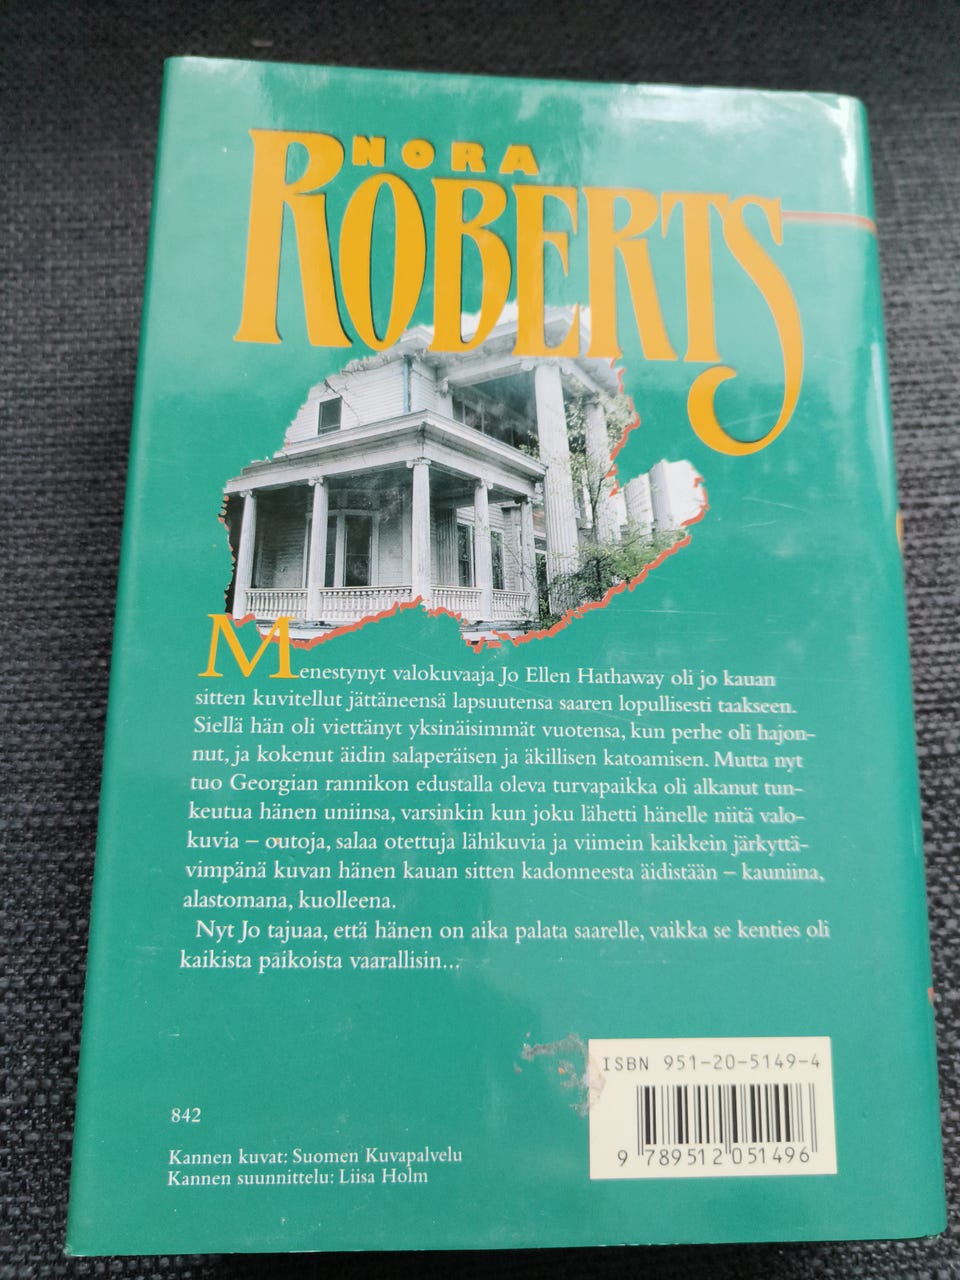 NORA
ROBERTS
Menestynyt valokuvaaja Jo Ellen Hathaway oli jo kauan
sitten kuvitellut jättäneensä lapsuutensa saaren lopullisesti taakseen.
Siellä hän oli viettänyt yksinäisimmät vuotensa, kun perhe oli hajon-
nut, ja kokenut äidin salaperäisen ja äkillisen katoamisen. Mutta nyt
tuo Georgian rannikon edustalla oleva turvapaikka oli alkanut tun-
keutua hänen uniinsa, varsinkin kun joku lähetti hänelle niitä valo-
kuvia – outoja, salaa otettuja lähikuvia ja viimein kaikkein järkyttä-
vimpänä kuvan hänen kauan sitten kadonneesta äidistään – kauniina,
alastomana, kuolleena.
Nyt Jo tajuaa, että hänen on aika palata saarelle, vaikka se kenties oli
kaikista paikoista vaarallisin...
ISBN 951-20-5149-4
9 789512 051496
842
Kannen kuvat: Suomen Kuvapalvelu
Kannen suunnittelu: Liisa Holm